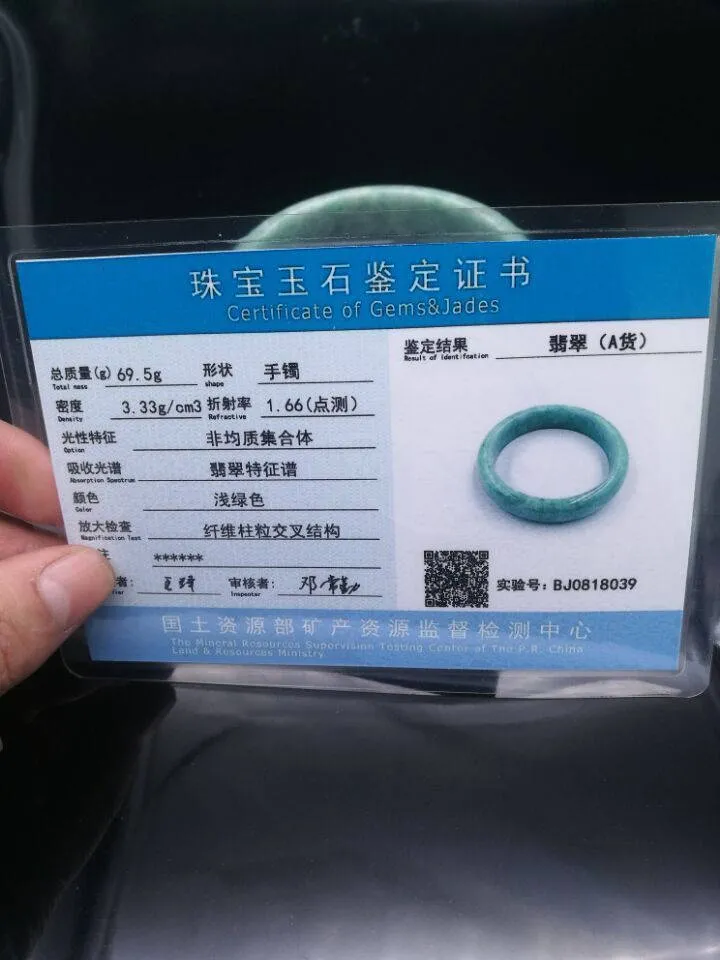 珠宝玉石鉴定证书
Certificate of Gems&Jades
总质量(g) 69.5g 形状 手镯
Total mass shape
密度 3.33g/cm3 折射率 1.66(点测)
Density Refractive
光性特征 非均质集合体
Option
吸收光谱 翡翠特征谱
Absorption Spectrum
颜色 浅绿色
Color
放大检查 纤维柱粒交叉结构
Magnification Test
注 ******
者: 审核者: 邓常勤
Inspector
鉴定结果 翡翠（A货）
Result of Identifcation
实验号: BJ0818039
国土资源部矿产资源监督检测中心
The Mineral Resources Supervision Testing Center of The P.R. China
Land & Resources Ministry